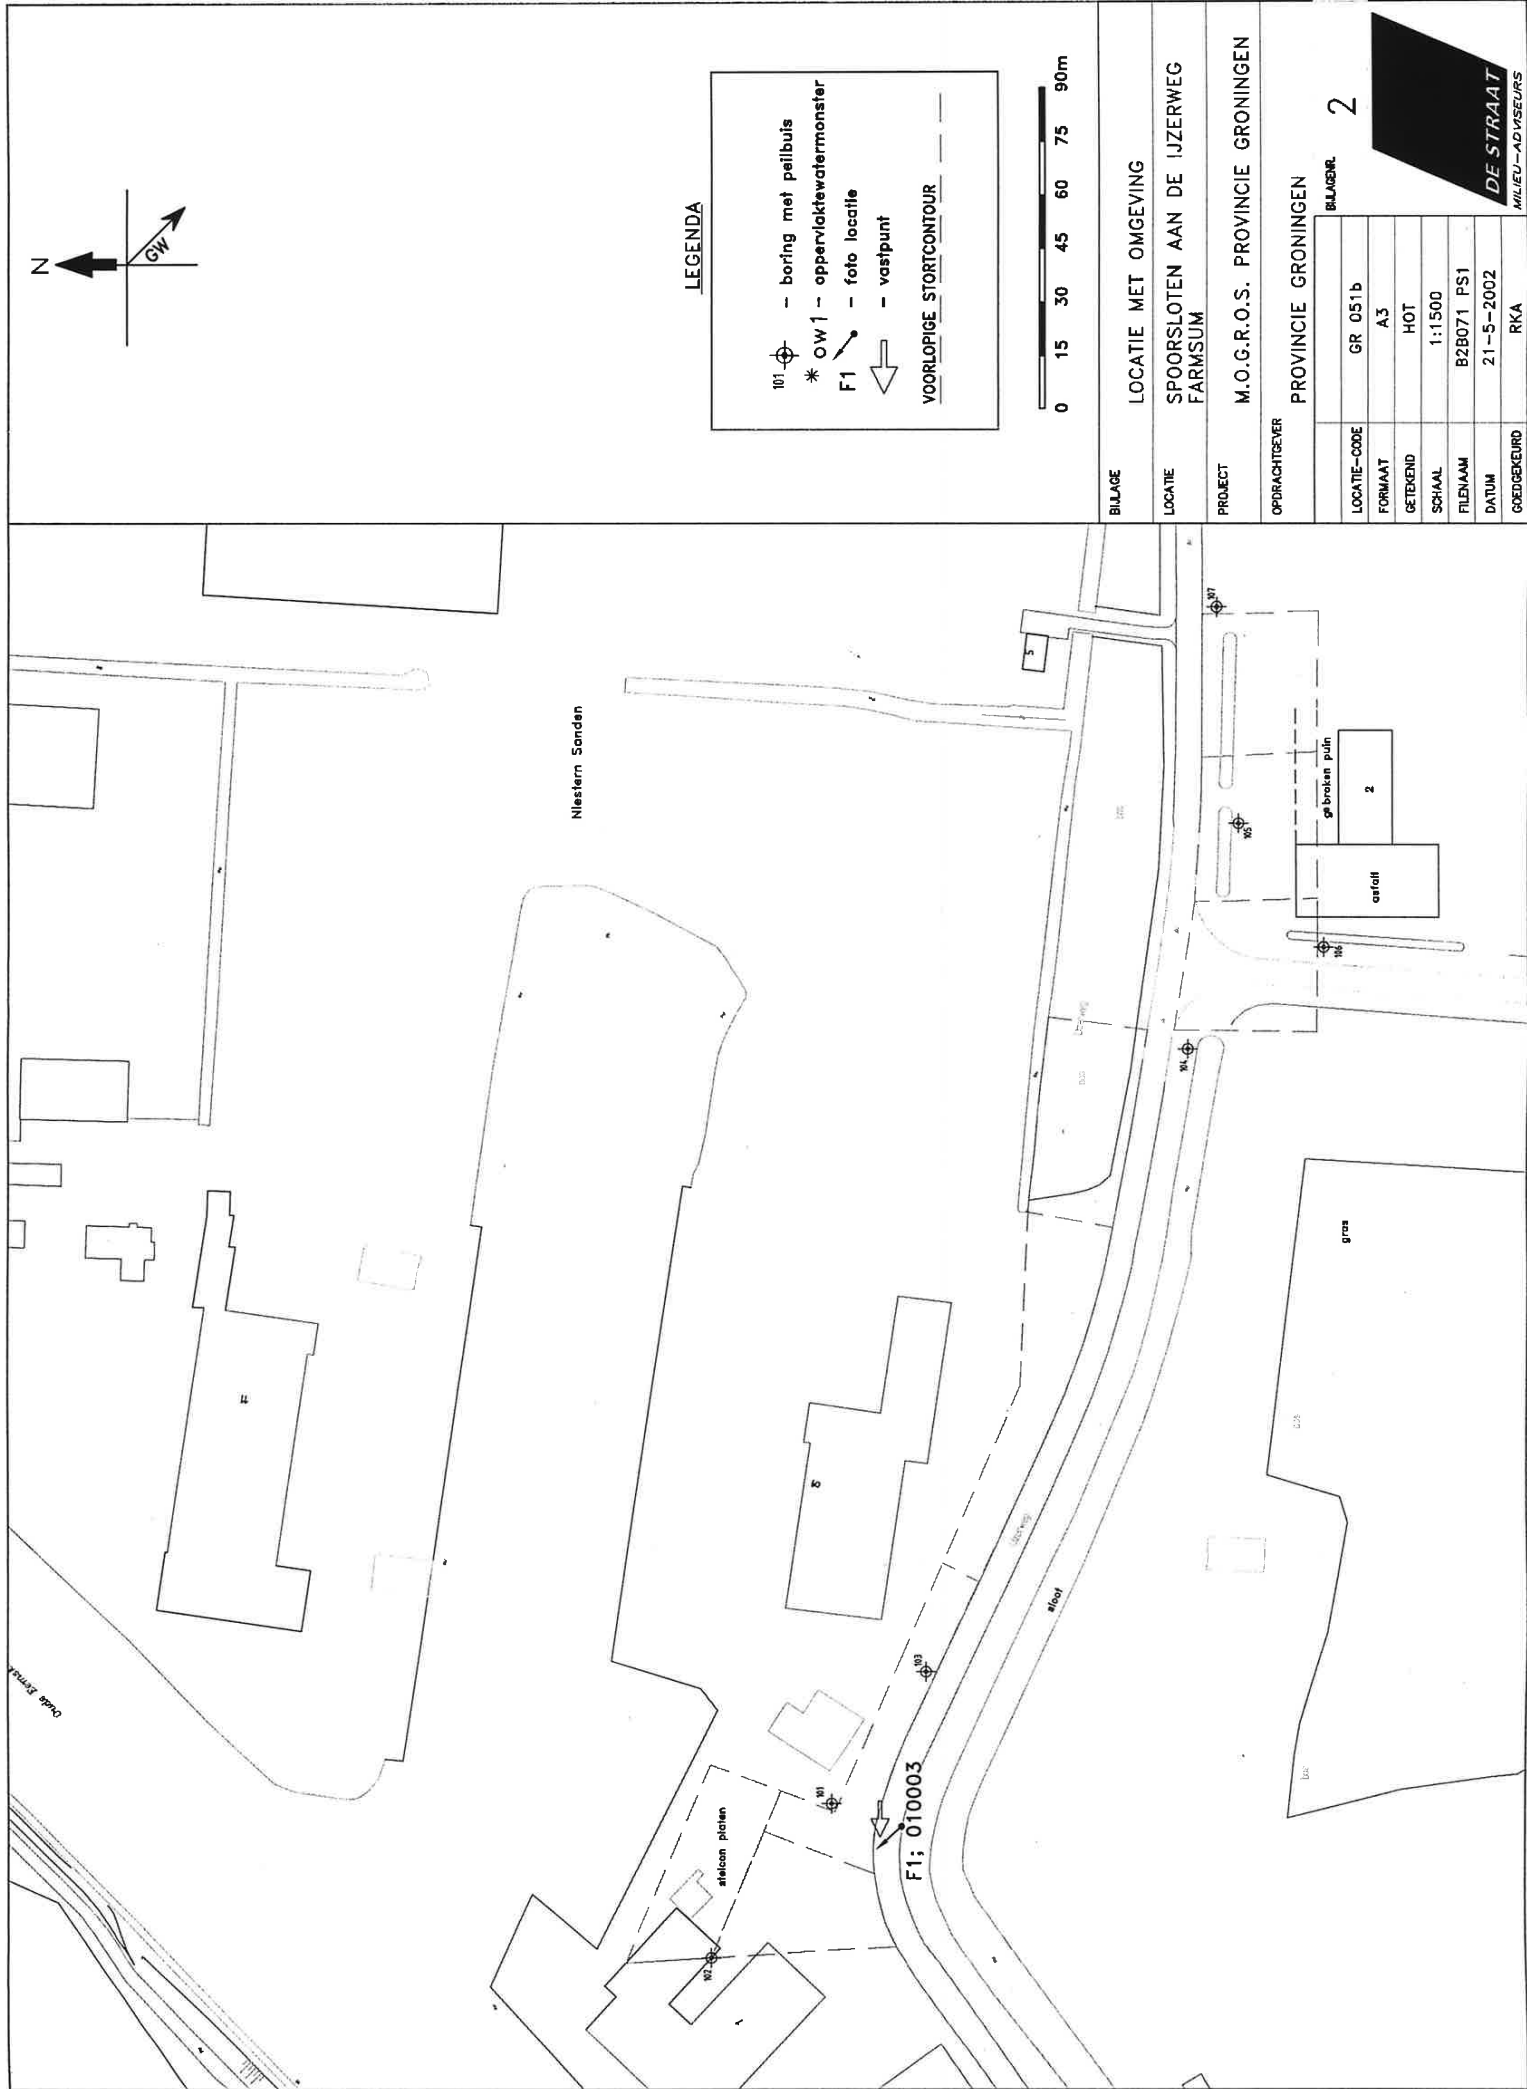 N
GW
LEGENDA
101 - boring met peilbuis
* OW1 - oppervlaktewatermonster
F1 - foto locatie
- vastpunt
VOORLOPIGE STORTCONTOUR
0 15 30 45 60 75 90m
BIJLAGE
LOCATIE MET OMGEVING
LOCATIE
SPOORSLOTEN AAN DE IJZERWEG
FARMSUM
PROJECT
M.O.G.R.O.S. PROVINCIE GRONINGEN
OPDRACHTGEVER
PROVINCIE GRONINGEN
LOCATIE-CODE GR 051b
FORMAAT A3
GETEKEND HOT
SCHAAL 1:1500
FILENAAM B2B071 PS1
DATUM 21-5-2002
GOEDGEKEURD RKA
BIJLAGENR.
2
DE STRAAT
MILIEU-ADVISEURS
Niestern Sanden
5
107
105
gebroken puin
2
asfalt
106
104
gras
11
sloot
103
101
stelcon platen
102
1
F1; 010003